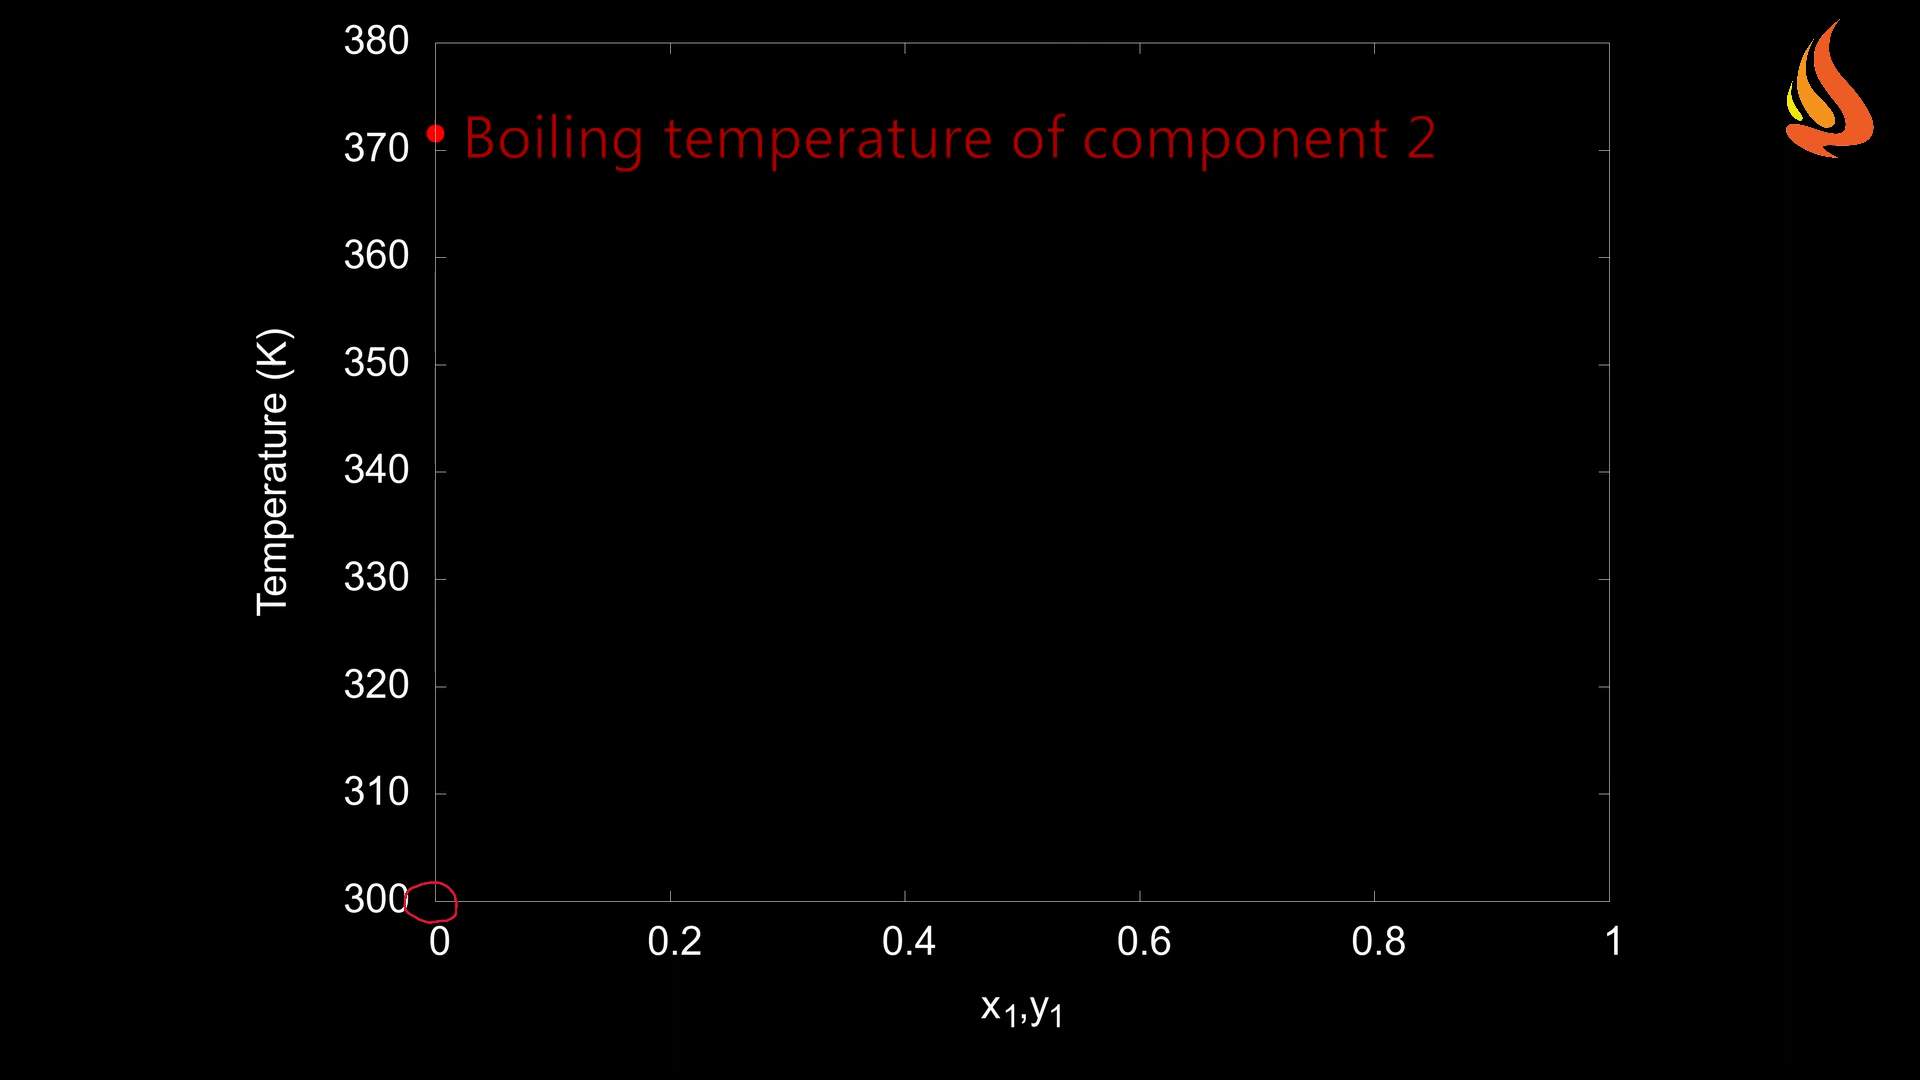 380
Boiling temperature of component 2
370
360
350
Temperature (K)
340
330
320
310
300
0 0.2 0.4 0.6 0.8 1
x₁,y₁